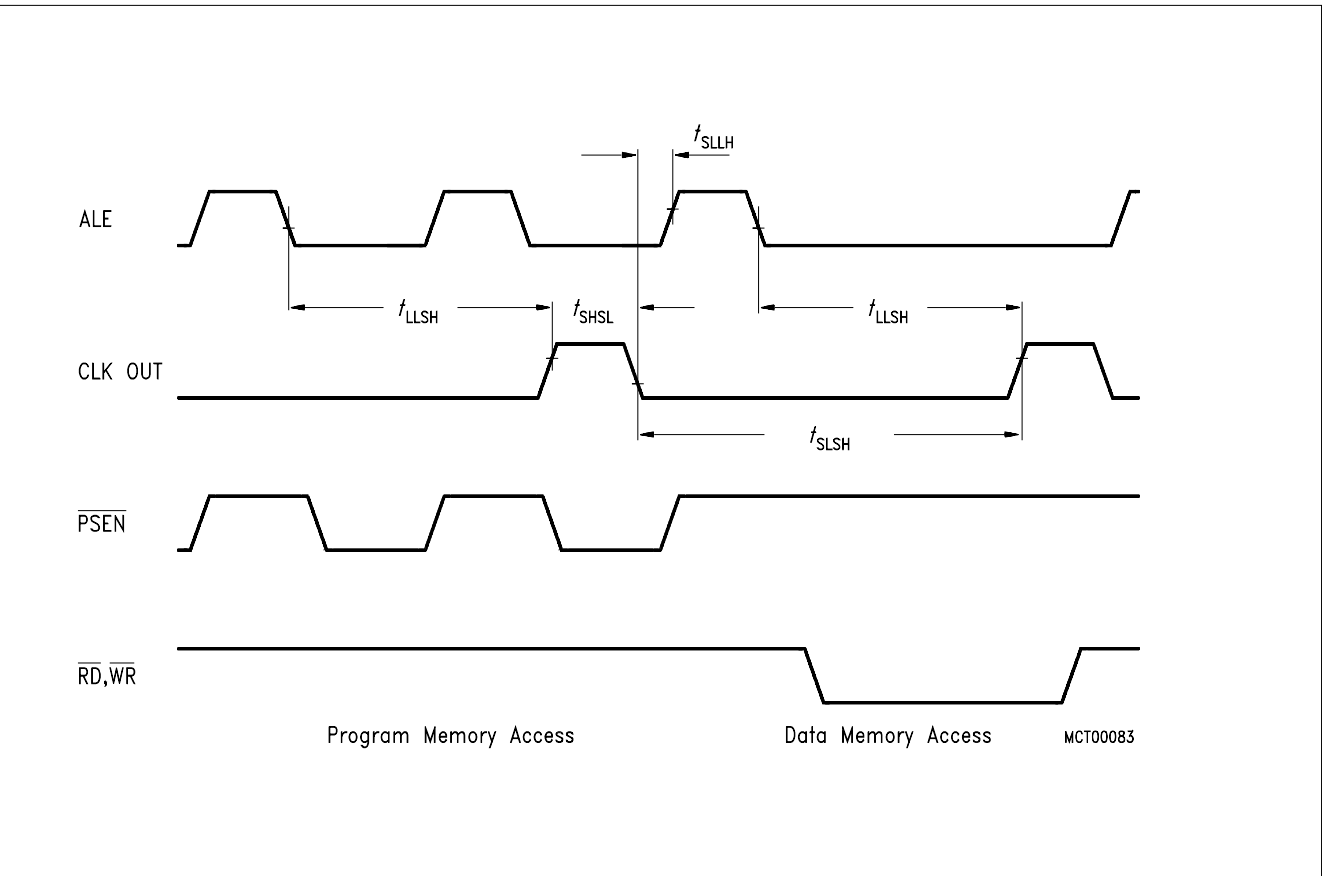 tSLLH
ALE
tLLSH tSHSL tLLSH
CLK OUT
tSLSH
PSEN
RD,WR
Program Memory Access Data Memory Access MCT00083